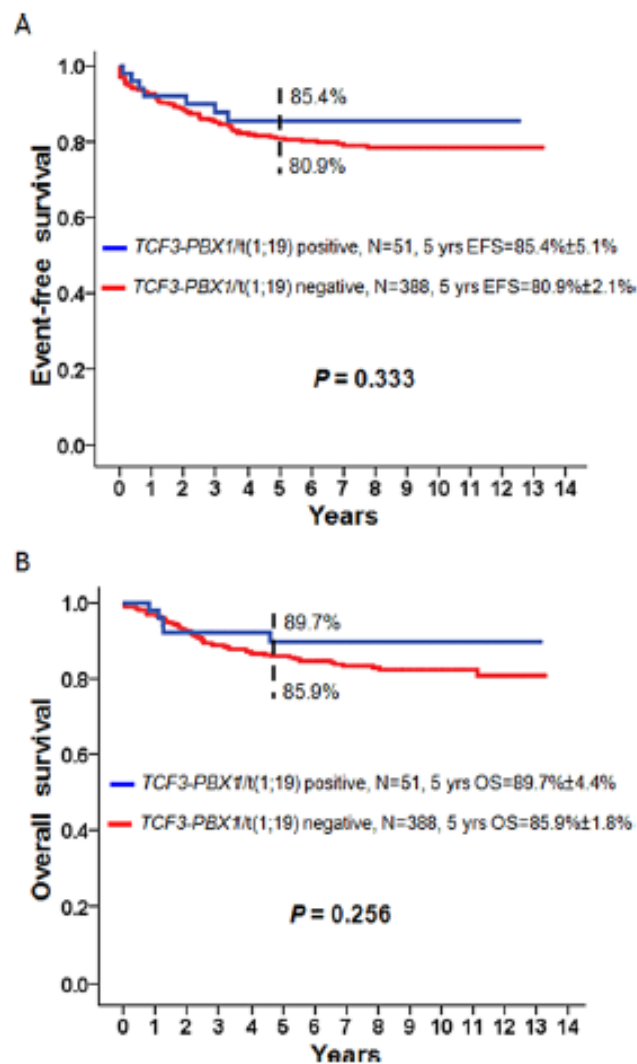 A
Event-free survival
1.0
0.8
0.6
0.4
0.2
0.0
85.4%
80.9%
TCF3-PBX1/t(1;19) positive, N=51, 5 yrs EFS=85.4%±5.1%
TCF3-PBX1/t(1;19) negative, N=388, 5 yrs EFS=80.9%±2.1%
P = 0.333
0 1 2 3 4 5 6 7 8 9 10 11 12 13 14
Years
B
Overall survival
1.0
0.8
0.6
0.4
0.2
0.0
89.7%
85.9%
TCF3-PBX1/t(1;19) positive, N=51, 5 yrs OS=89.7%±4.4%
TCF3-PBX1/t(1;19) negative, N=388, 5 yrs OS=85.9%±1.8%
P = 0.256
0 1 2 3 4 5 6 7 8 9 10 11 12 13 14
Years